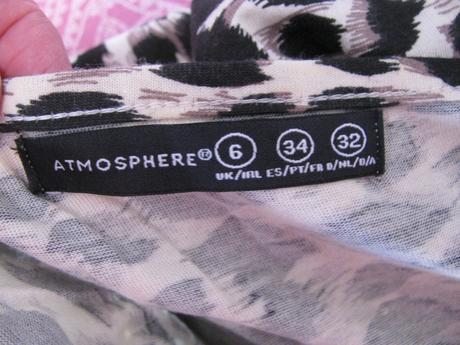 ATMOSPHERE® 6 34 32
UK/IRL ES/PT/FR D/NL/B/A